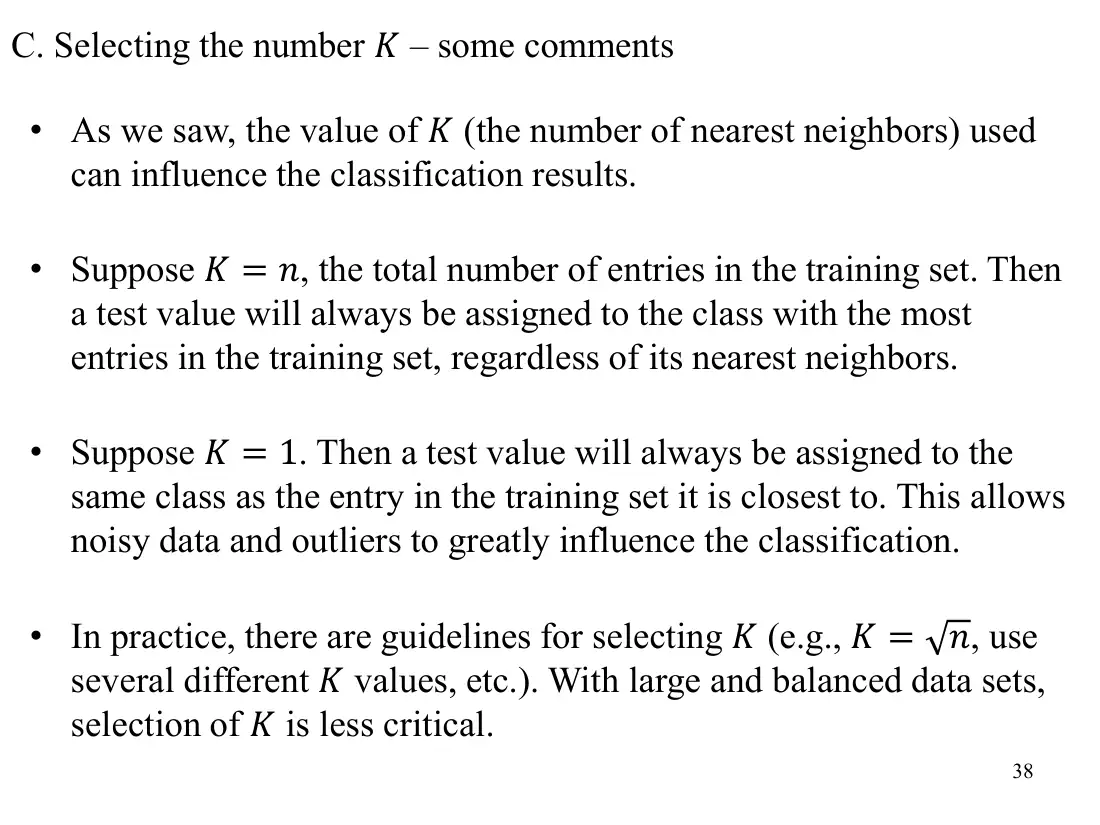 C. Selecting the number K – some comments
• As we saw, the value of K (the number of nearest neighbors) used
can influence the classification results.
• Suppose K = n, the total number of entries in the training set. Then
a test value will always be assigned to the class with the most
entries in the training set, regardless of its nearest neighbors.
• Suppose K = 1. Then a test value will always be assigned to the
same class as the entry in the training set it is closest to. This allows
noisy data and outliers to greatly influence the classification.
• In practice, there are guidelines for selecting K (e.g., K = √n, use
several different K values, etc.). With large and balanced data sets,
selection of K is less critical.
38